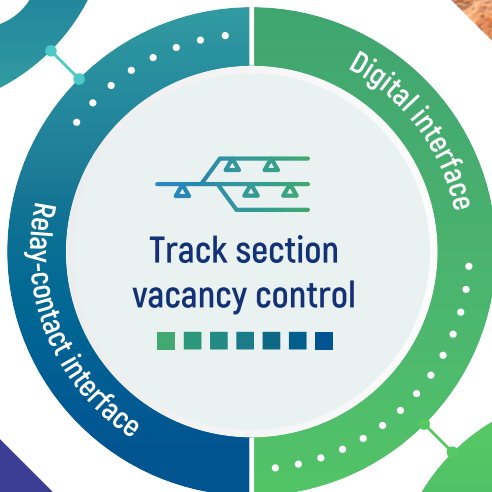 Digital interface
Relay-contact interface
Track section
vacancy control